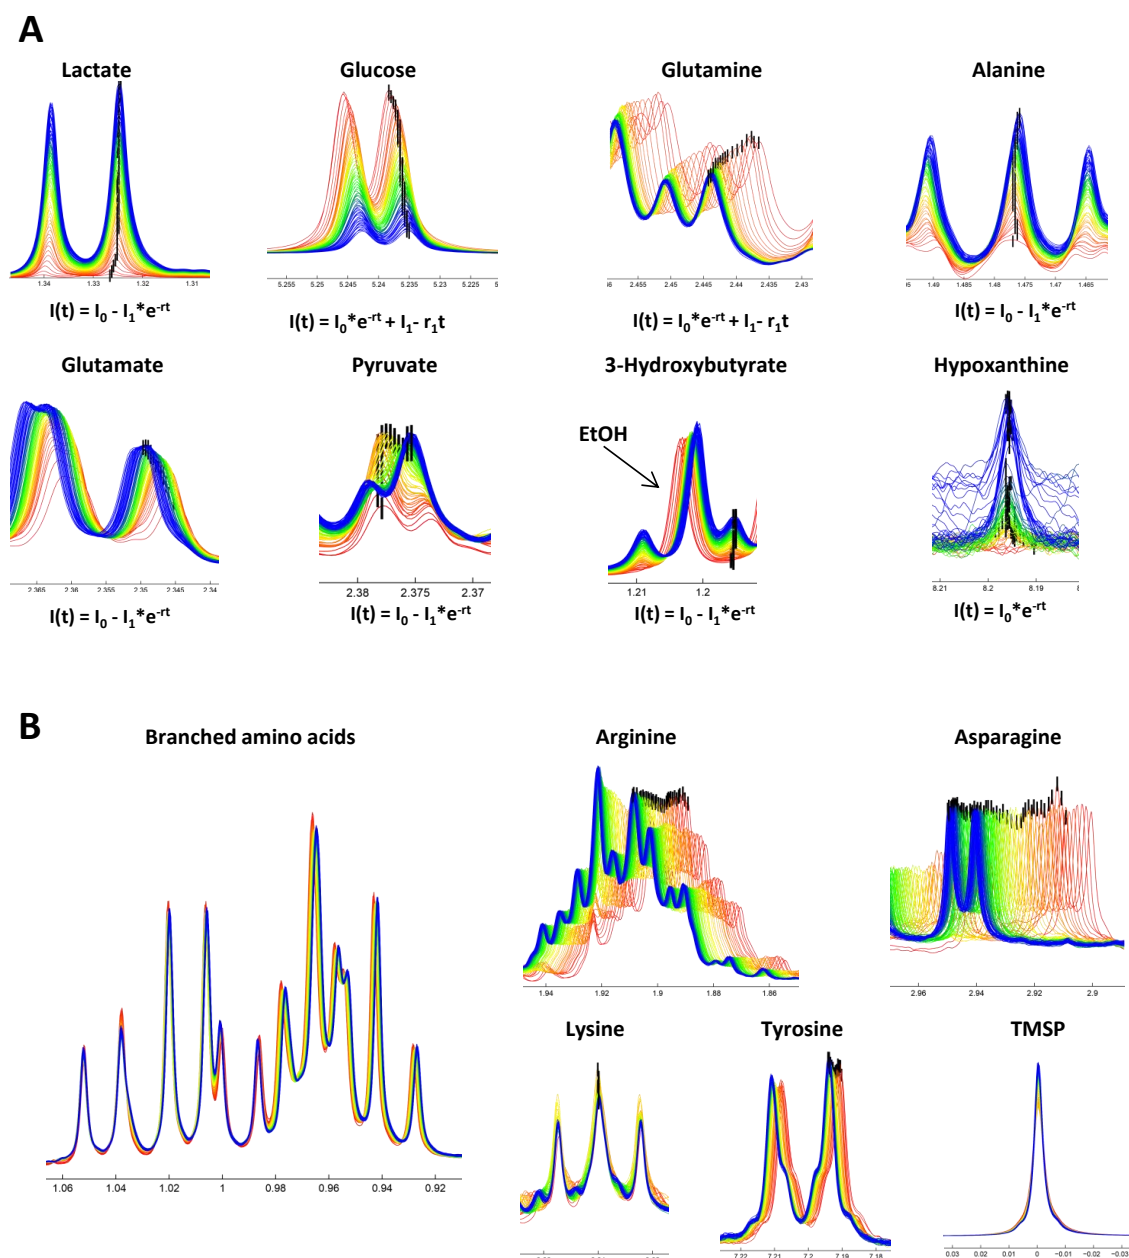 A
Lactate Glucose Glutamine Alanine
1.34 1.33 1.32 1.31
5.255 5.25 5.245 5.24 5.235 5.23 5.225
2.455 2.45 2.445 2.44 2.435 2.43
1.49 1.485 1.48 1.475 1.47 1.465
I(t) = I0 - I1*e-rt
I(t) = I0*e-rt + I1- r1t
I(t) = I0*e-rt + I1- r1t
I(t) = I0 - I1*e-rt
Glutamate Pyruvate 3-Hydroxybutyrate Hypoxanthine
EtOH
2.365 2.36 2.355 2.35 2.345 2.34
2.38 2.375 2.37
1.21 1.2
8.21 8.2 8.19
I(t) = I0 - I1*e-rt
I(t) = I0 - I1*e-rt
I(t) = I0 - I1*e-rt
I(t) = I0*e-rt
B
Branched amino acids Arginine Asparagine
1.94 1.92 1.9 1.88 1.86
2.96 2.94 2.92 2.9
Lysine Tyrosine TMSP
1.06 1.04 1.02 1 0.98 0.96 0.94 0.92
7.22 7.21 7.2 7.19 7.18
0.03 0.02 0.01 0 -0.01 -0.02 -0.03